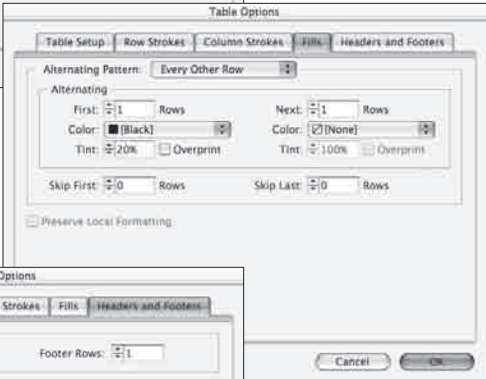 Table Options
Table Setup Row Strokes Column Strokes Fills Headers and Footers
Alternating Pattern: Every Other Row
Alternating
First: 1 Rows Next: 1 Rows
Color: [Black] Color: [None]
Tint: 20% Overprint Tint: 100% Overprint
Skip First: 0 Rows Skip Last: 0 Rows
Preserve Local Formatting
Options
Strokes Fills Headers and Footers
Footer Rows: 1
Cancel OK